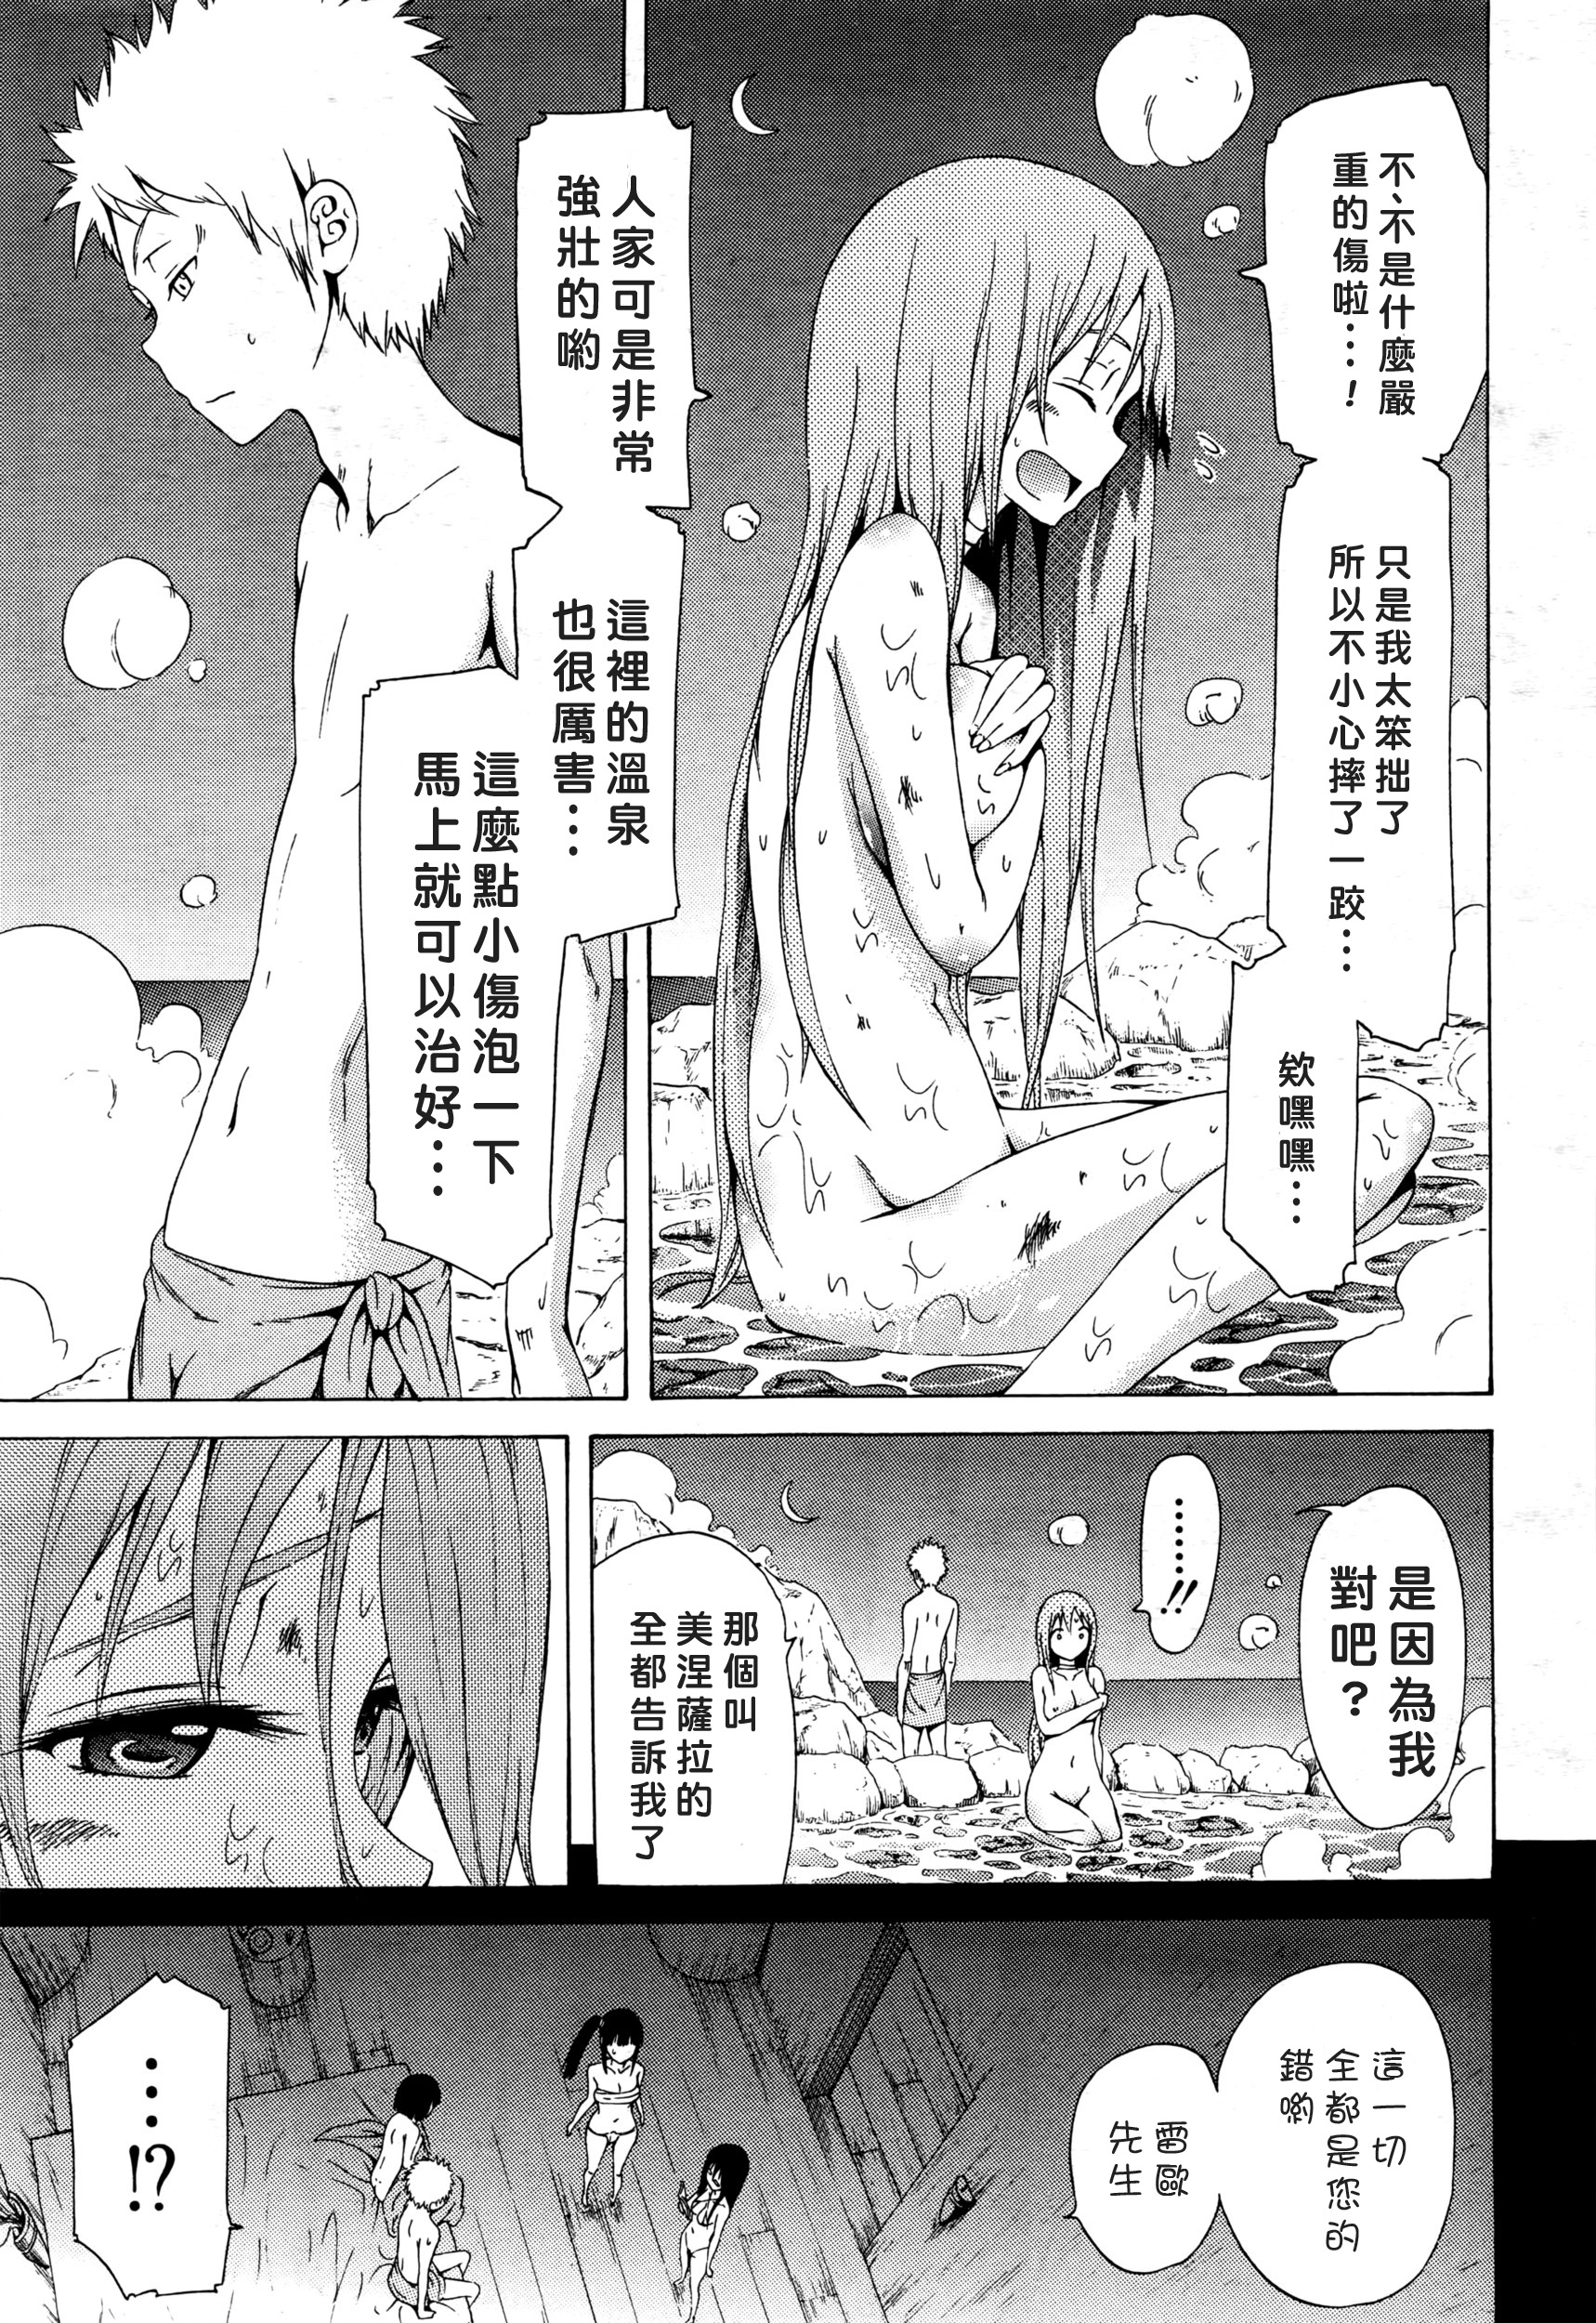 不、不是什麼嚴
重的傷啦…!
只是我太笨拙了
所以不小心摔了一跤…
欸嘿嘿…
人家可是非常
強壯的喲
這裡的溫泉
也很厲害…
這麼點小傷泡一下
馬上就可以治好…
是因為我
對吧?
……!!
那個叫
美涅薩拉的
全都告訴我了
這一切
全都是您的
錯喲
雷歐
先生
……!?